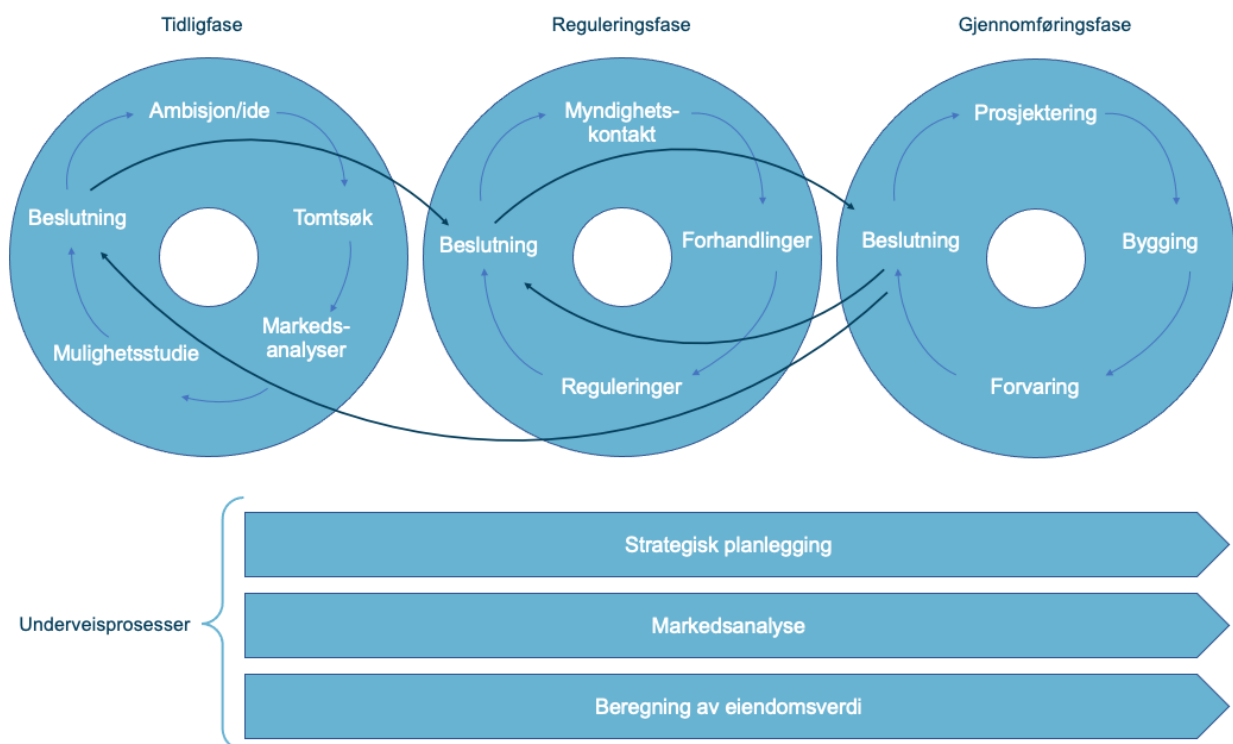 Tidligfase
Reguleringsfase
Gjennomføringsfase
Ambisjon/ide
Tomtsøk
Markeds-
analyser
Mulighetsstudie
Beslutning
Myndighets-
kontakt
Forhandlinger
Reguleringer
Beslutning
Prosjektering
Bygging
Forvaring
Beslutning
Underveisprosesser
Strategisk planlegging
Markedsanalyse
Beregning av eiendomsverdi